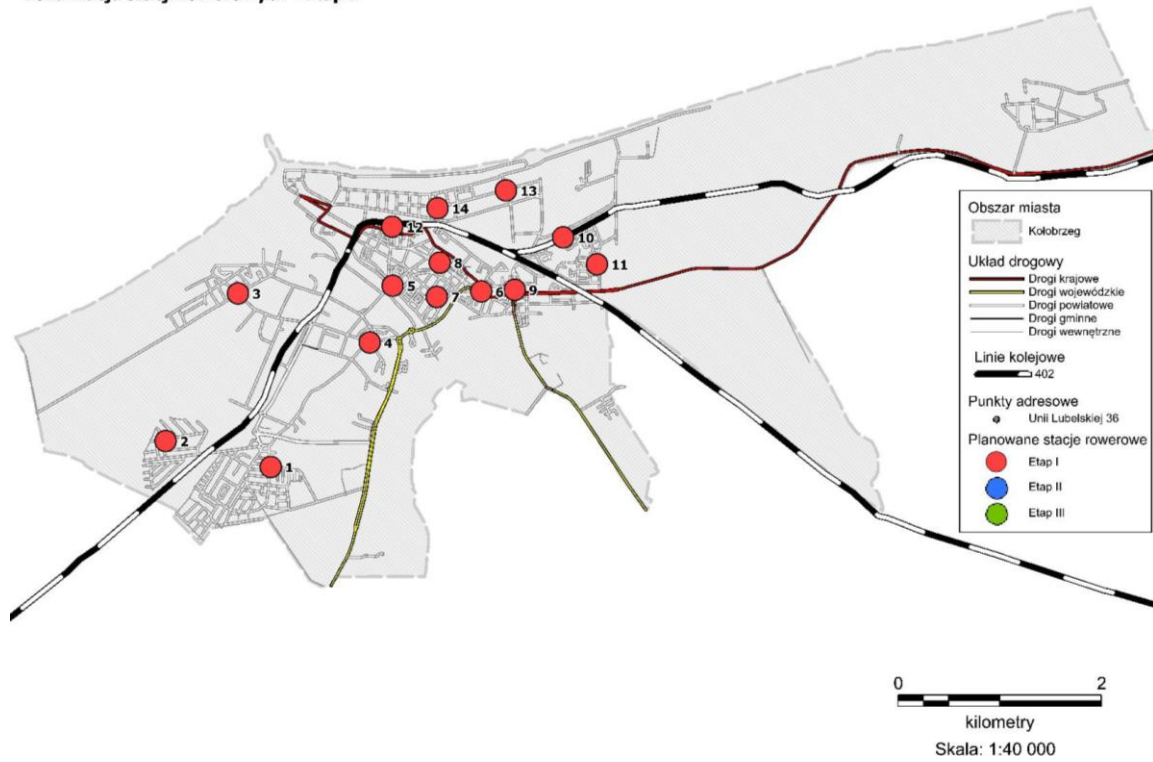 13
14
12
10
8
11
3
5
6
9
7
4
2
1
Obszar miasta
Kołobrzeg
Układ drogowy
Drogi krajowe
Drogi wojewódzkie
Drogi powiatowe
Drogi gminne
Drogi wewnętrzne
Linie kolejowe
402
Punkty adresowe
Unii Lubelskiej 36
Planowane stacje rowerowe
Etap I
Etap II
Etap III
0 2
kilometry
Skala: 1:40 000